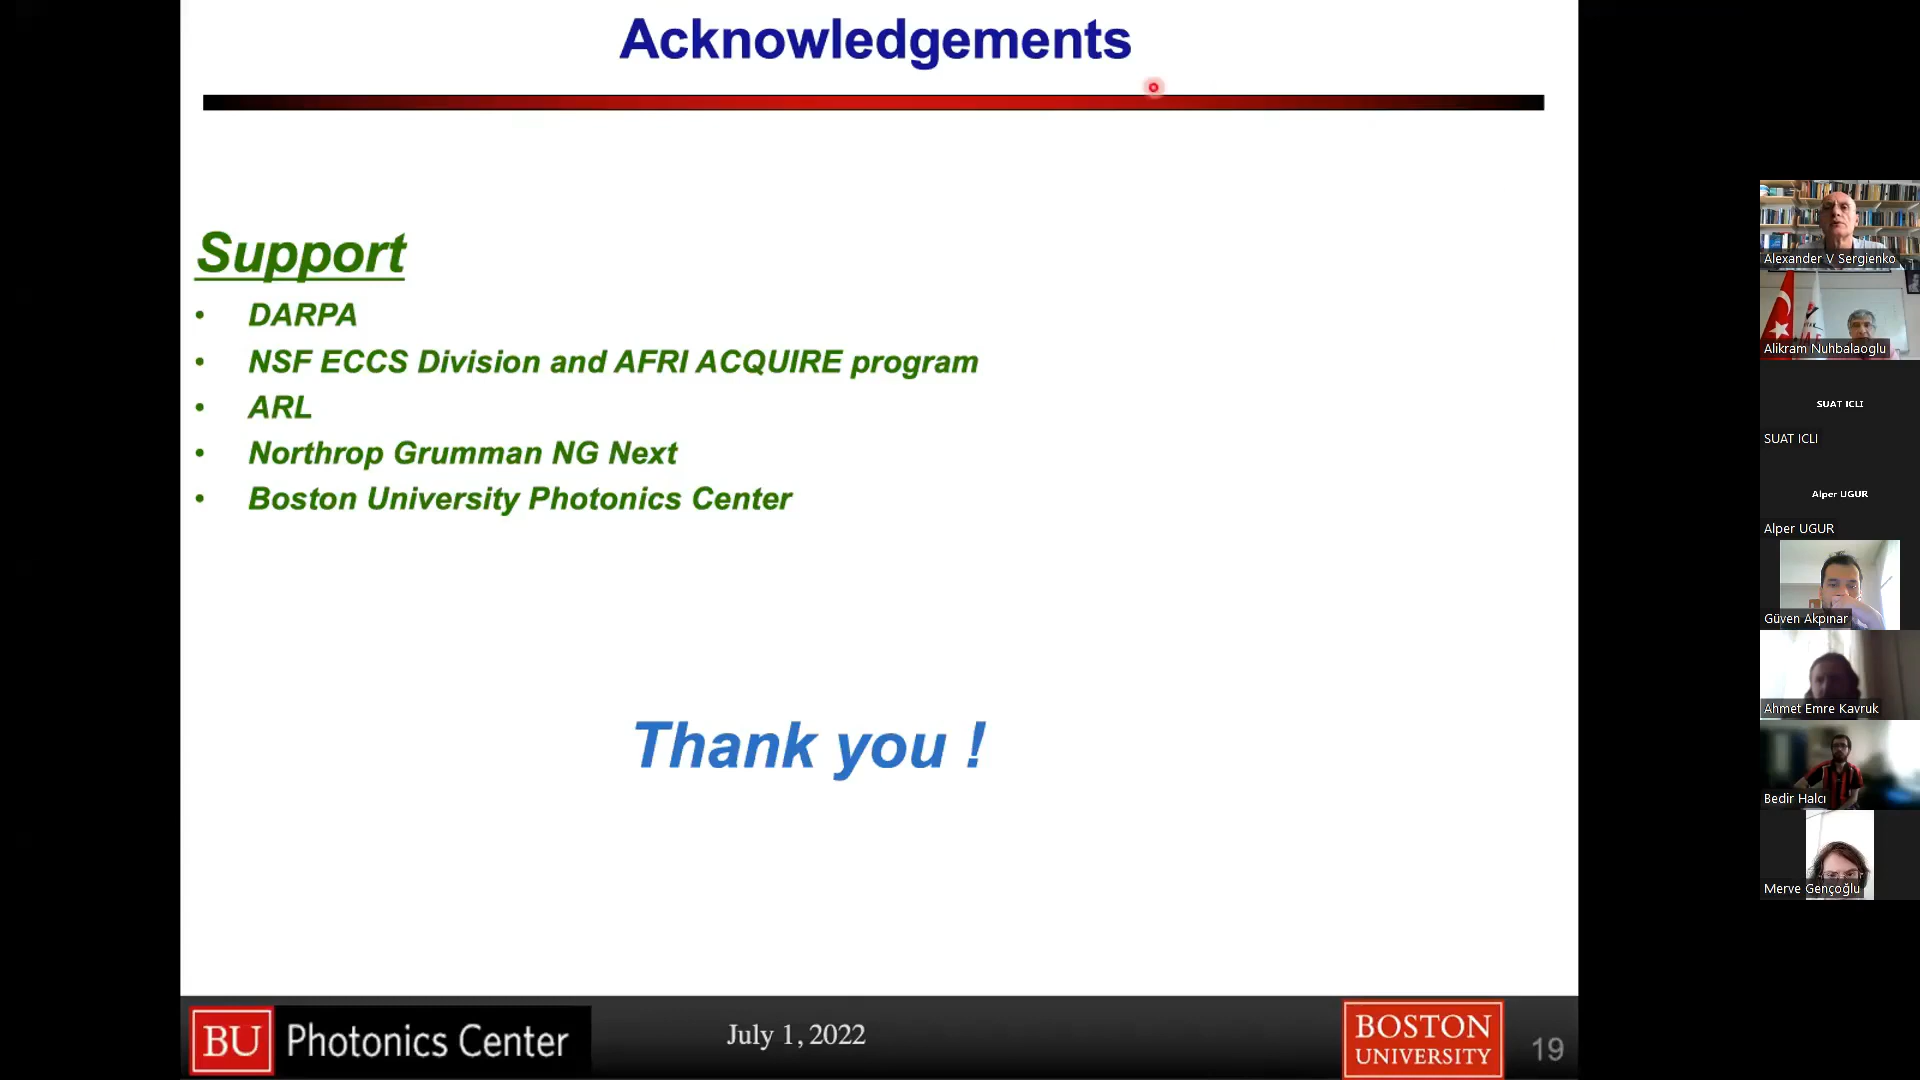 Acknowledgements
Support
• DARPA
• NSF ECCS Division and AFRI ACQUIRE program
• ARL
• Northrop Grumman NG Next
• Boston University Photonics Center
Thank you !
BU Photonics Center
July 1, 2022
BOSTON
UNIVERSITY
19
Alexander V Sergienko
Alikram Nuhbalaoglu
SUAT ICLI
SUAT ICLI
Alper UGUR
Alper UGUR
Güven Akpınar
Ahmet Emre Kavruk
Bedir Halcı
Merve Gençoğlu